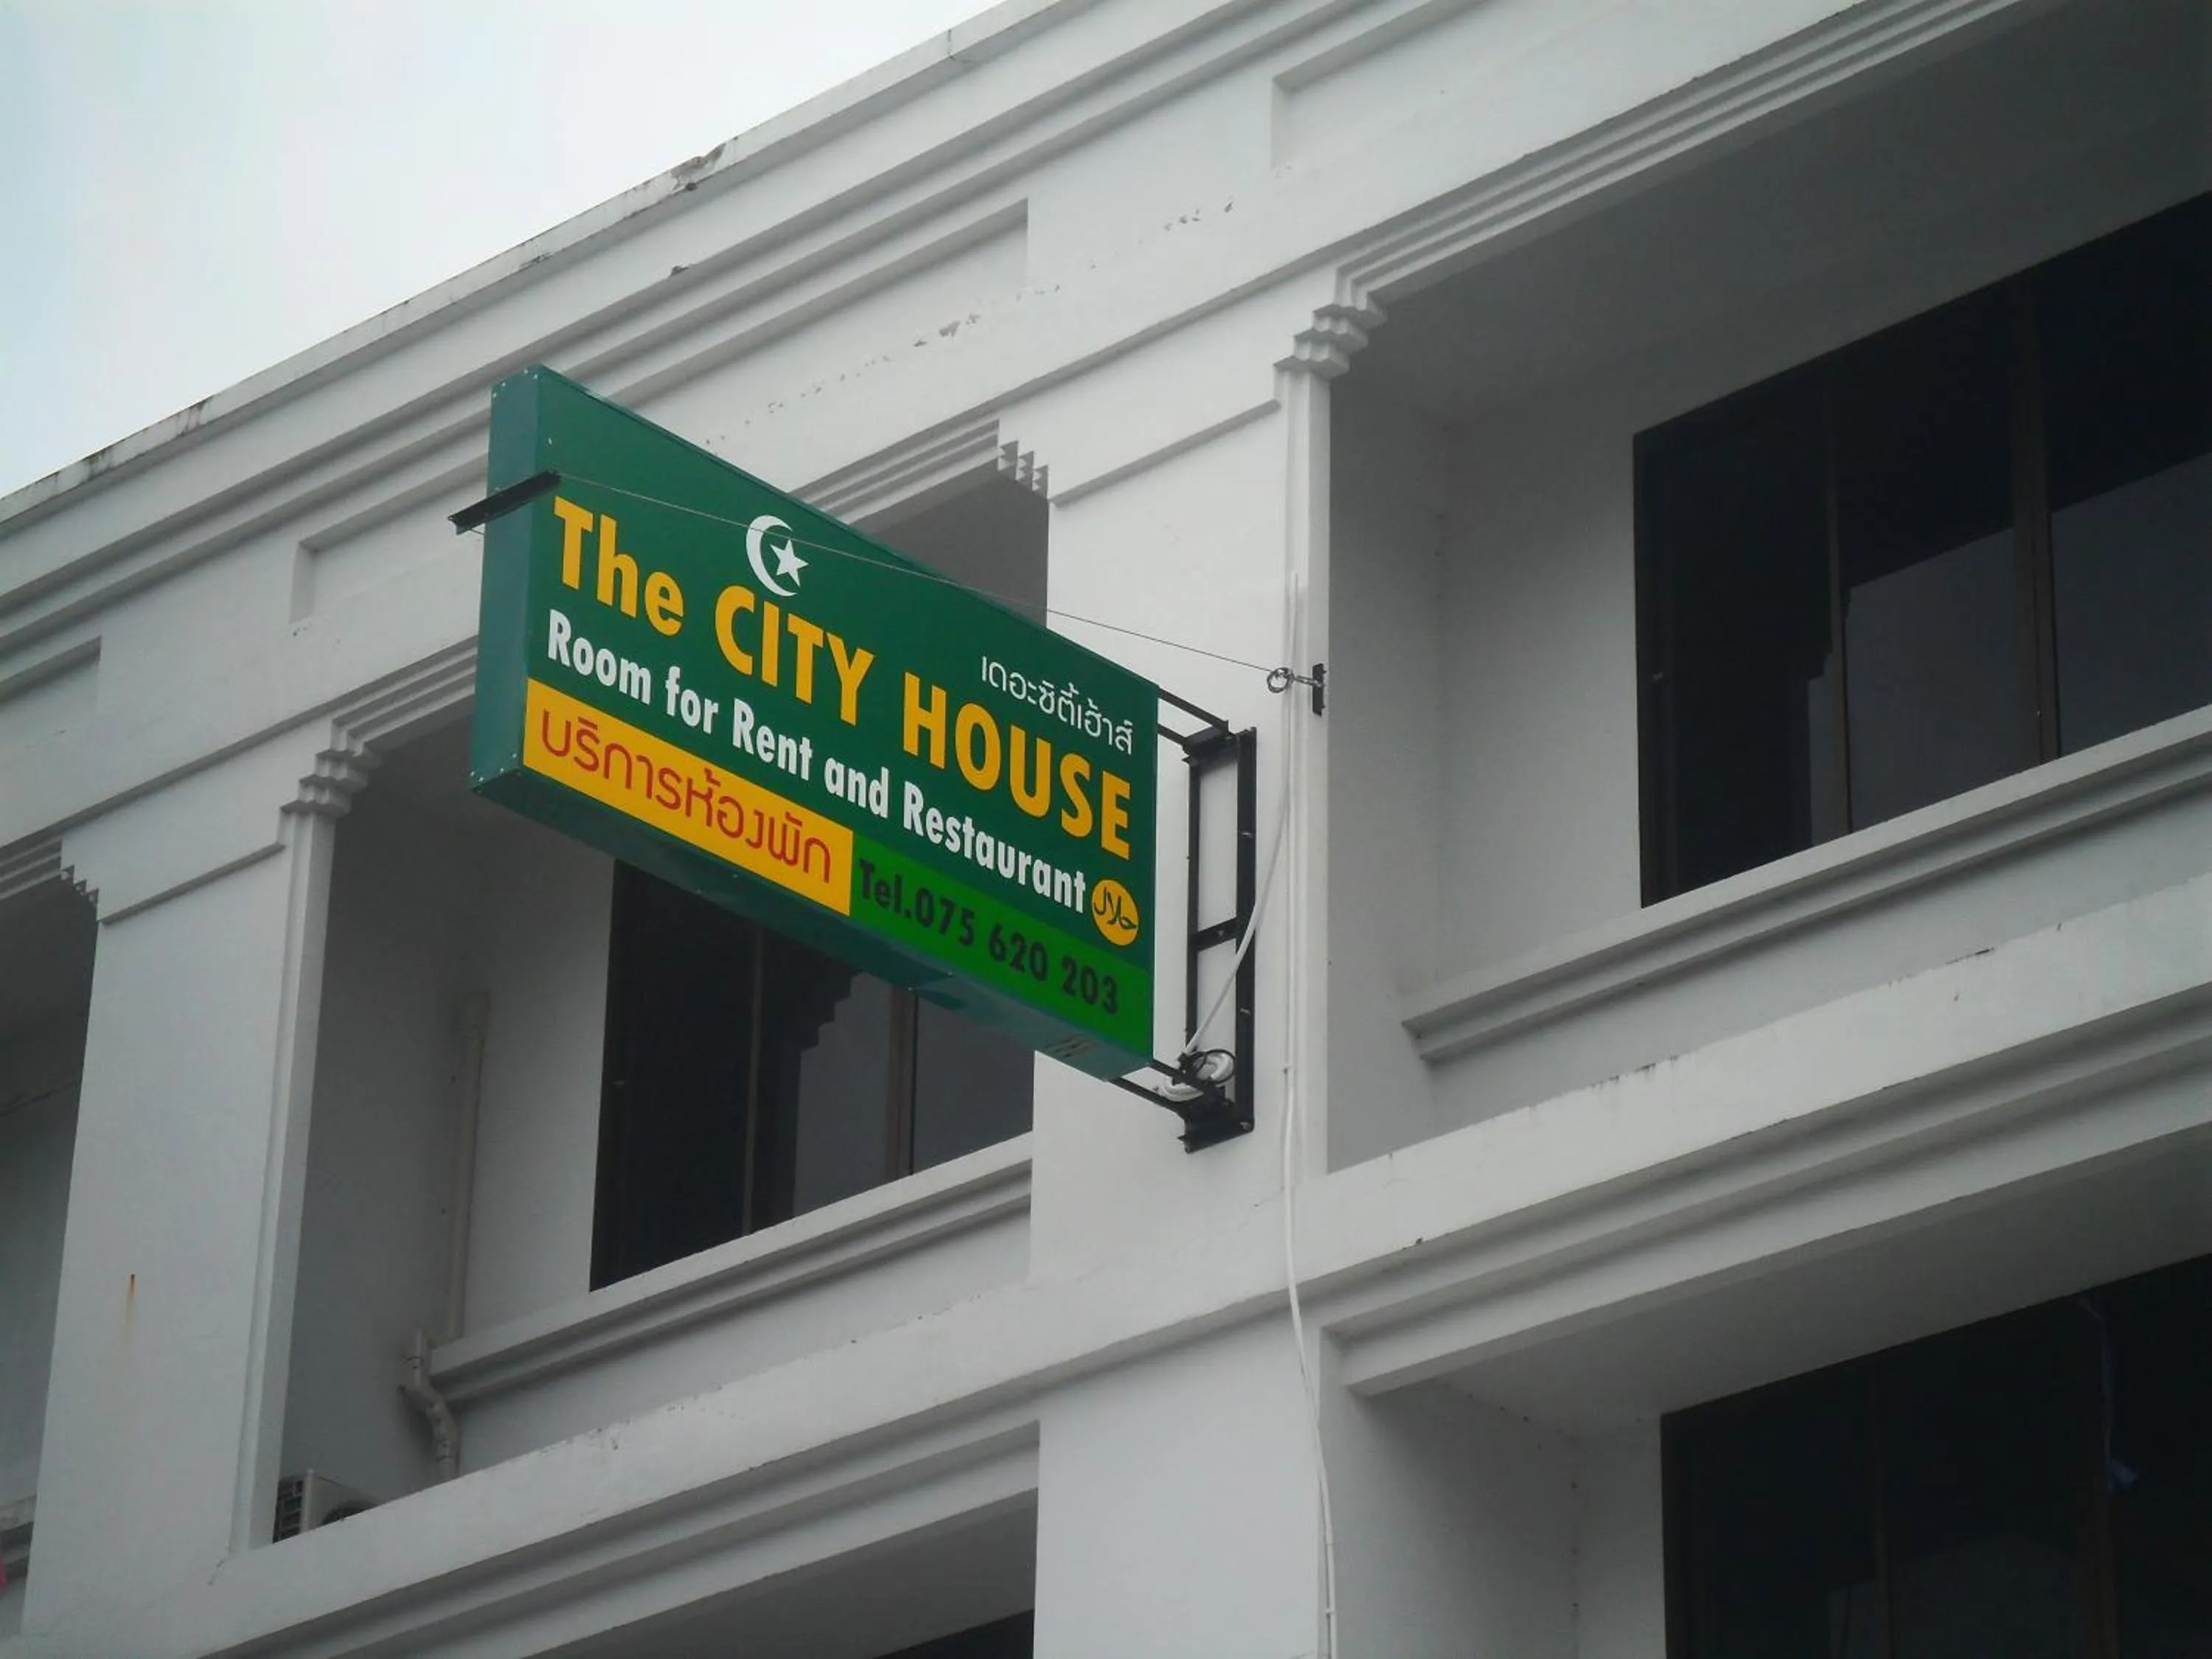 เดอะซิตี้เฮ้าส์
The CITY HOUSE
Room for Rent and Restaurant
บริการห้องพัก
Tel.075 620 203